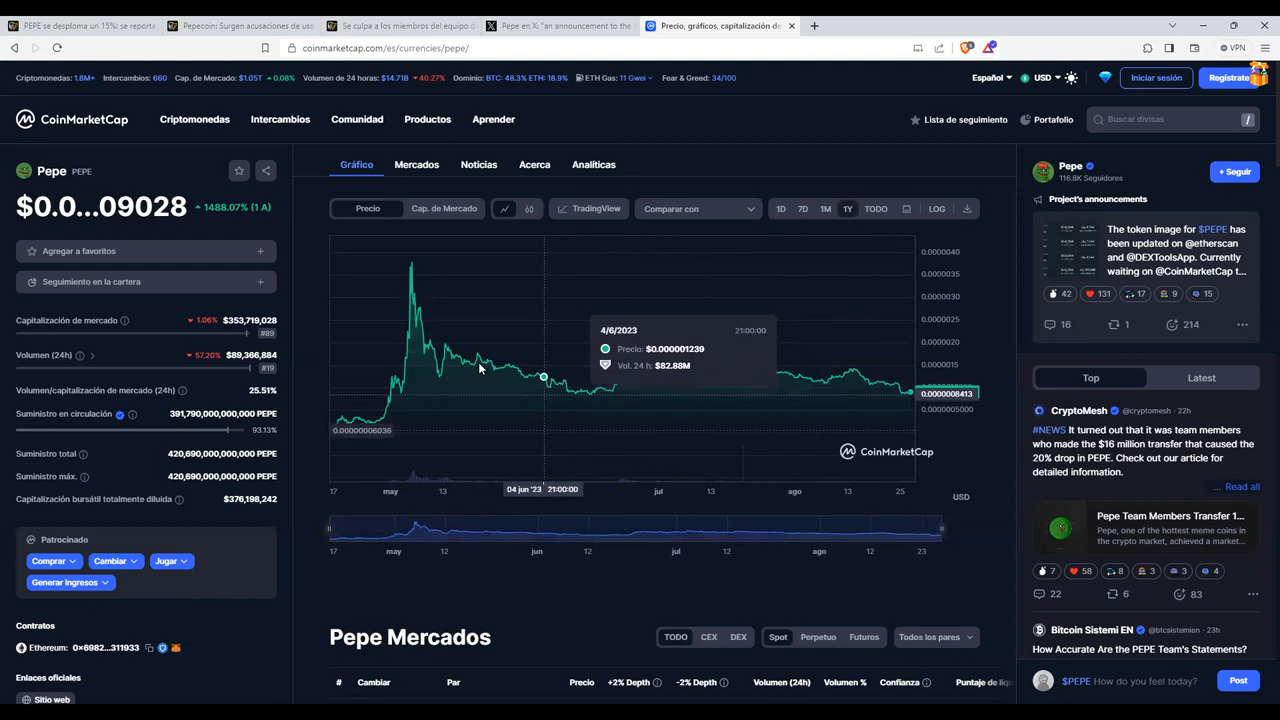 PEPE se desploma un 15%: se reporta
Pepecoin: Surgen acusaciones de uso
Se culpa a los miembros del equipo d
Pepe en X: "an announcement to the
Precio, gráficos, capitalización de
coinmarketcap.com/es/currencies/pepe/
VPN
Criptomonedas: 1.8M+ Intercambios: 660 Cap. de Mercado: $1.05T 0.08% Volumen de 24 horas: $14.71B 40.27% Dominio: BTC: 48.3% ETH: 18.9% ETH Gas: 11 Gwei Fear & Greed: 34/100
Español USD Iniciar sesión Regístrate
CoinMarketCap Criptomonedas Intercambios Comunidad Productos Aprender
Lista de seguimiento Portafolio Buscar divisas /
Pepe PEPE
$0.0...09028 1488.07% (1 A)
Agregar a favoritos +
Seguimiento en la cartera +
Capitalización de mercado 1.06% $353,719,028
#89
Volumen (24h) 57.20% $89,366,884
#19
Volumen/capitalización de mercado (24h) 25.51%
Suministro en circulación 391,790,000,000,000 PEPE
93.13%
Suministro total 420,690,000,000,000 PEPE
Suministro máx. 420,690,000,000,000 PEPE
Capitalización bursátil totalmente diluida $376,198,242
Patrocinado
Comprar Cambiar Jugar
Generar ingresos
Contratos
Ethereum: 0x6982...311933
Enlaces oficiales
Sitio web
Gráfico Mercados Noticias Acerca Analíticas
Precio Cap. de Mercado TradingView Comparar con 1D 7D 1M 1Y TODO LOG
0.0000040
0.0000035
0.0000030
0.0000025
0.0000020
0.0000015
0.0000008413
0.000005000
4/6/2023 21:00:00
Precio: $0.000001239
Vol. 24 h: $82.88M
0.00000006036
CoinMarketCap
17 may 13 04 jun '23 21:00:00 jul 13 ago 13 25
USD
17 may 12 jun 12 jul 12 ago 12 23
Pepe Mercados
TODO CEX DEX Spot Perpetuo Futuros Todos los pares
# Cambiar Par Precio +2% Depth -2% Depth Volumen (24h) Volumen % Confianza Puntaje de liq
Pepe
116.8K Seguidores
+ Seguir
Project's announcements
The token image for $PEPE has
been updated on @etherscan
and @DEXToolsApp. Currently
waiting on @CoinMarketCap t...
42 131 17 9 15
16 1 214
Top Latest
CryptoMesh @cryptomesh · 22h
#NEWS It turned out that it was team members
who made the $16 million transfer that caused the
20% drop in PEPE. Check out our article for
detailed information.
... Read all
Pepe Team Members Transfer 1...
Pepe, one of the hottest meme coins in
the crypto market, achieved a market...
7 58 8 3 3 4
22 6 83
Bitcoin Sistemi EN @btcsistemien · 23h
How Accurate Are the PEPE Team's Statements?
$PEPE How do you feel today? Post